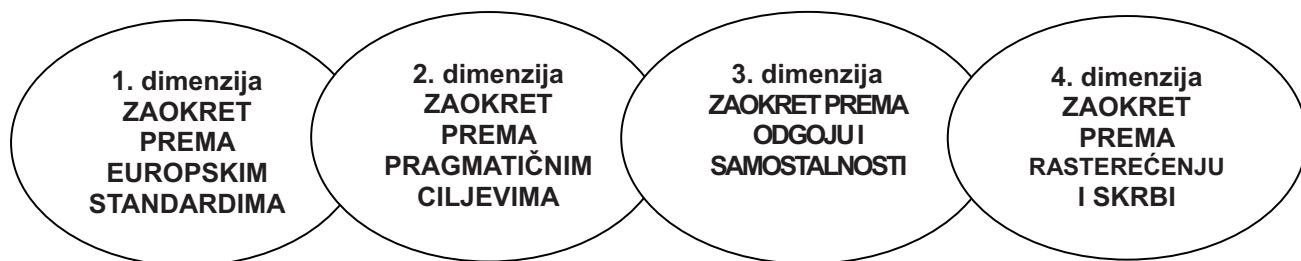 1. dimenzija
ZAOKRET
PREMA
EUROPSKIM
STANDARDIMA
2. dimenzija
ZAOKRET
PREMA
PRAGMATIČNIM
CILJEVIMA
3. dimenzija
ZAOKRET PREMA
ODGOJU I
SAMOSTALNOSTI
4. dimenzija
ZAOKRET
PREMA
RASTEREĆENJU
I SKRBI